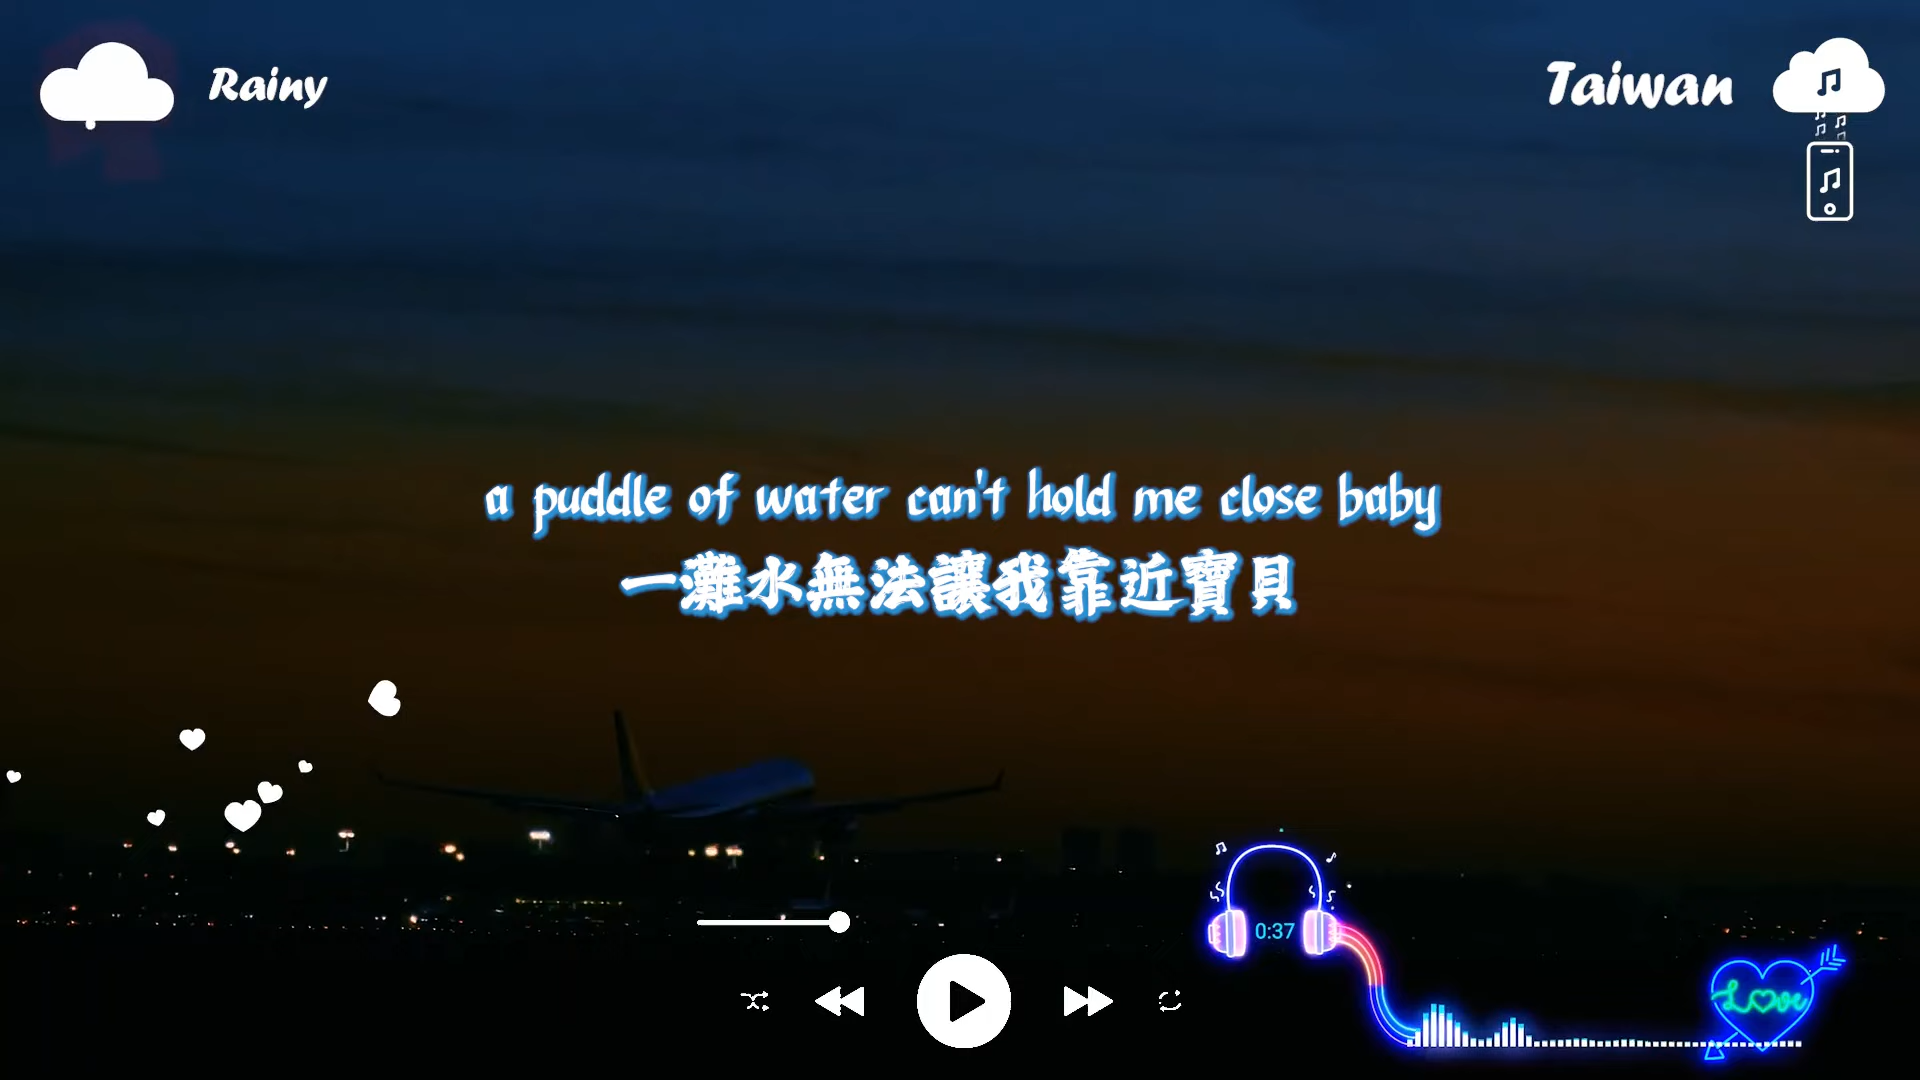 Rainy
Taiwan
a puddle of water can't hold me close baby
一灘水無法讓我靠近寶貝
0:37
Love